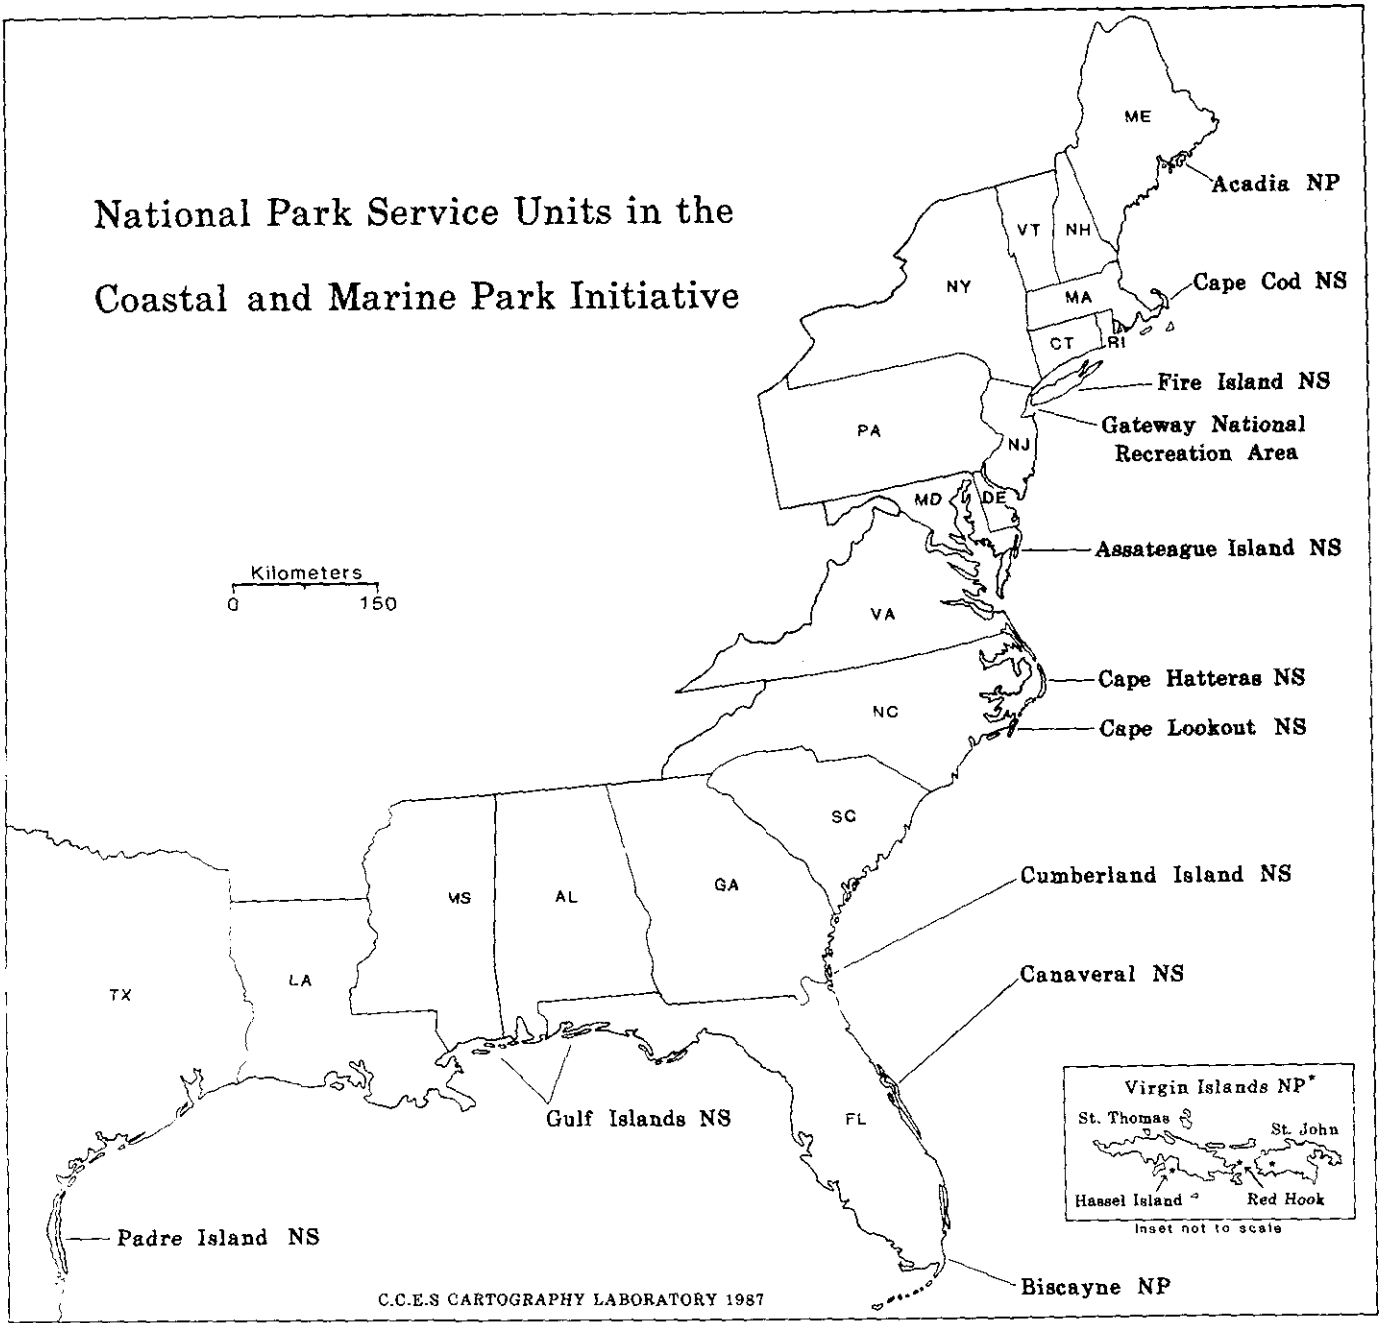 National Park Service Units in the
Coastal and Marine Park Initiative
ME
Acadia NP
VT
NH
NY
MA
Cape Cod NS
CT
RI
Fire Island NS
PA
NJ
Gateway National
Recreation Area
MD
DE
Assateague Island NS
Kilometers
0 150
VA
Cape Hatteras NS
NC
Cape Lookout NS
SC
Cumberland Island NS
MS
AL
GA
Canaveral NS
TX
LA
Gulf Islands NS
FL
Virgin Islands NP*
St. Thomas
St. John
Hassel Island
Red Hook
Inset not to scale
Padre Island NS
Biscayne NP
C.C.E.S CARTOGRAPHY LABORATORY 1987